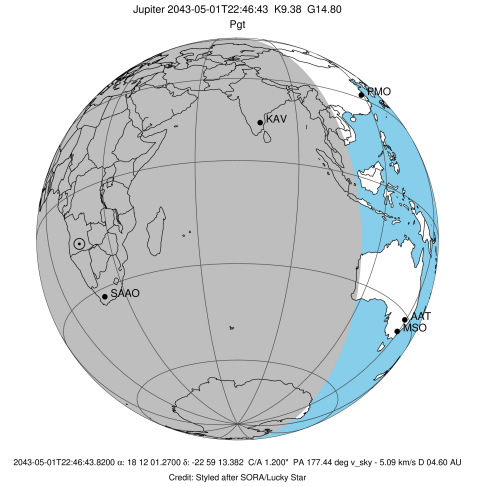 Jupiter 2043-05-01T22:46:43  K9.38  G14.80
Pgt
PMO
KAV
SAAO
AAT
MSO
2043-05-01T22:46:43.8200 α: 18 12 01.2700 δ: -22 59 13.382  C/A 1.200"  PA 177.44 deg v_sky - 5.09 km/s D 04.60 AU
Credit: Styled after SORA/Lucky Star